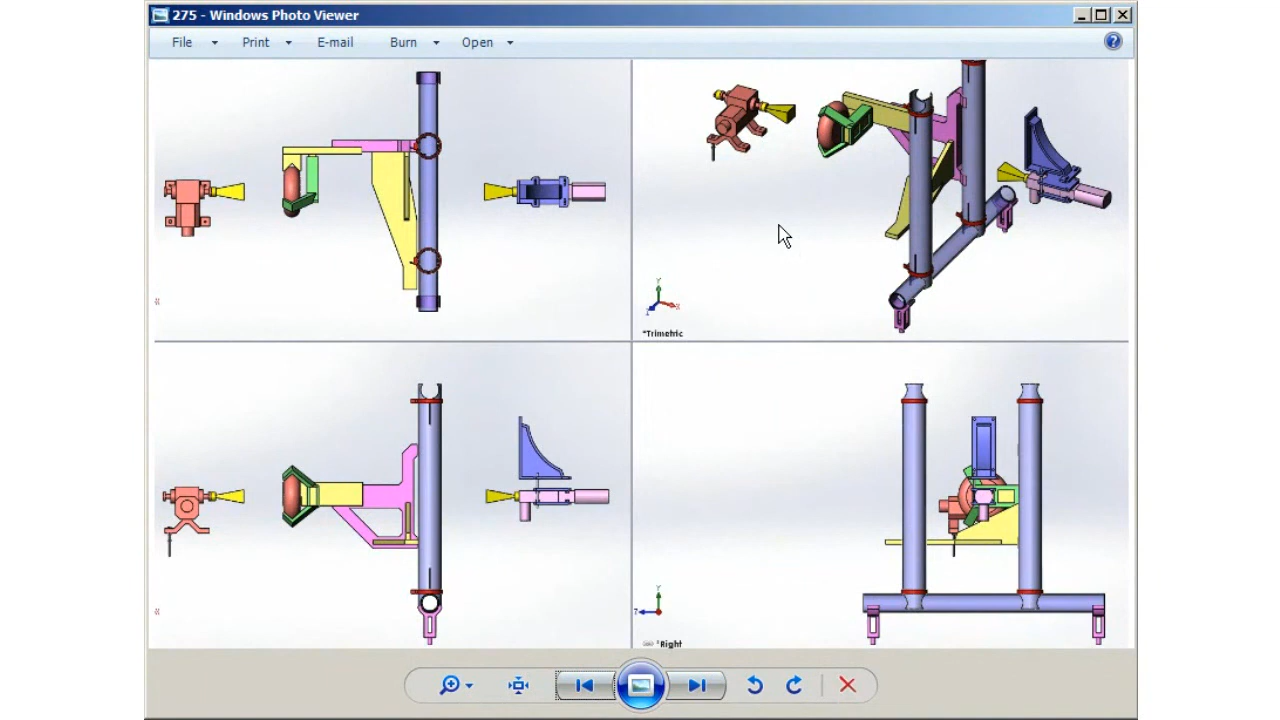 275 - Windows Photo Viewer
File Print E-mail Burn Open
Y
X
Z
*Trimetric
Y
Z
*Right